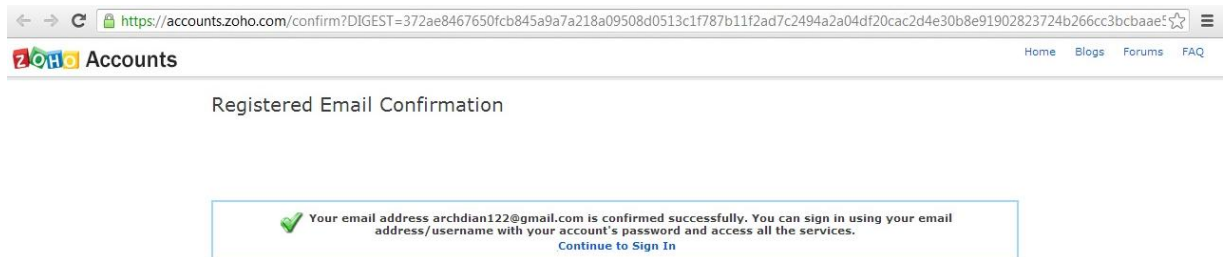 https://accounts.zoho.com/confirm?DIGEST=372ae8467650fcb845a9a7a218a09508d0513c1f787b11f2ad7c2494a2a04df20cac2d4e30b8e91902823724b266cc3bcbaae5
ZOHO Accounts
Home Blogs Forums FAQ
Registered Email Confirmation
Your email address archdian122@gmail.com is confirmed successfully. You can sign in using your email
address/username with your account's password and access all the services.
Continue to Sign In